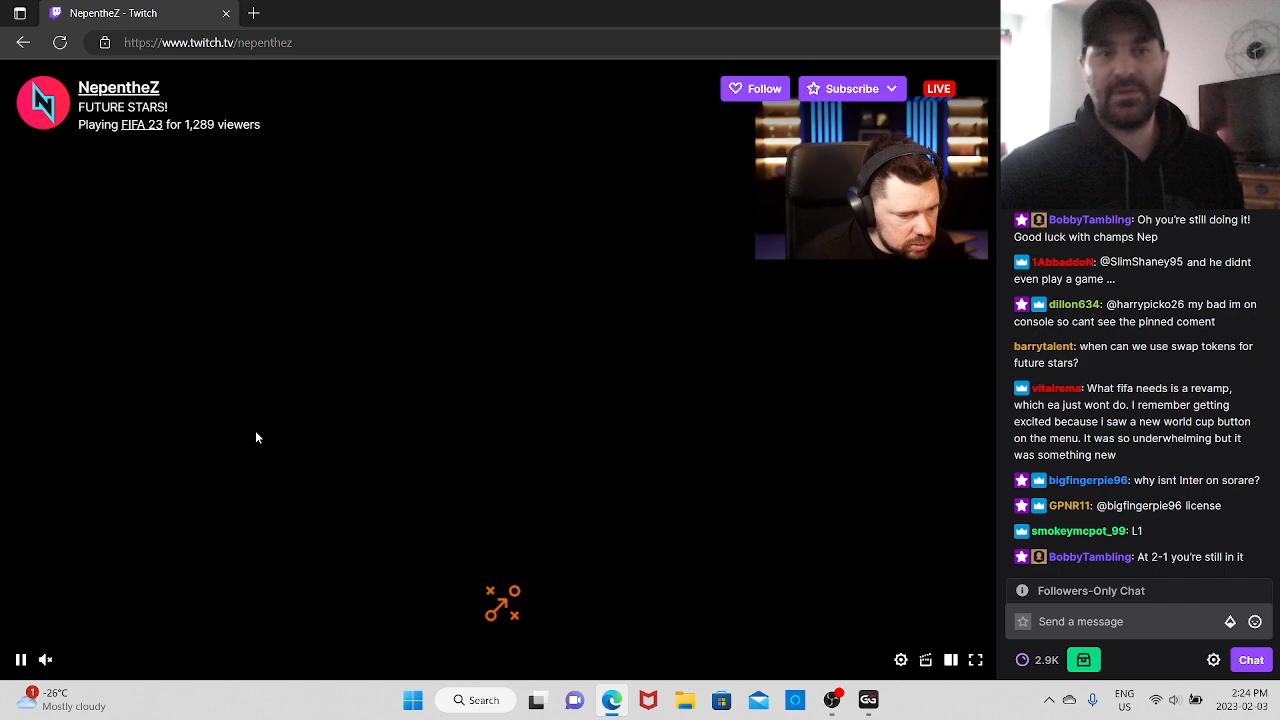 NepentheZ - Twitch
https://www.twitch.tv/nepenthez
NepentheZ
FUTURE STARS!
Playing FIFA 23 for 1,289 viewers
Follow
Subscribe
LIVE
BobbyTambling: Oh you're still doing it!
Good luck with champs Nep
1AbbaddoN: @SlimShaney95 and he didnt
even play a game ...
dillon634: @harrypicko26 my bad im on
console so cant see the pinned coment
barrytalent: when can we use swap tokens for
future stars?
vitalrema: What fifa needs is a revamp,
which ea just wont do. I remember getting
excited because i saw a new world cup button
on the menu. It was so underwhelming but it
was something new
bigfingerpie96: why isnt Inter on sorare?
GPNR11: @bigfingerpie96 license
smokeymcpot_99: L1
BobbyTambling: At 2-1 you're still in it
Followers-Only Chat
Send a message
2.9K
Chat
1
-26°C
Mostly cloudy
Search
ENG
US
2:24 PM
2022-02-03